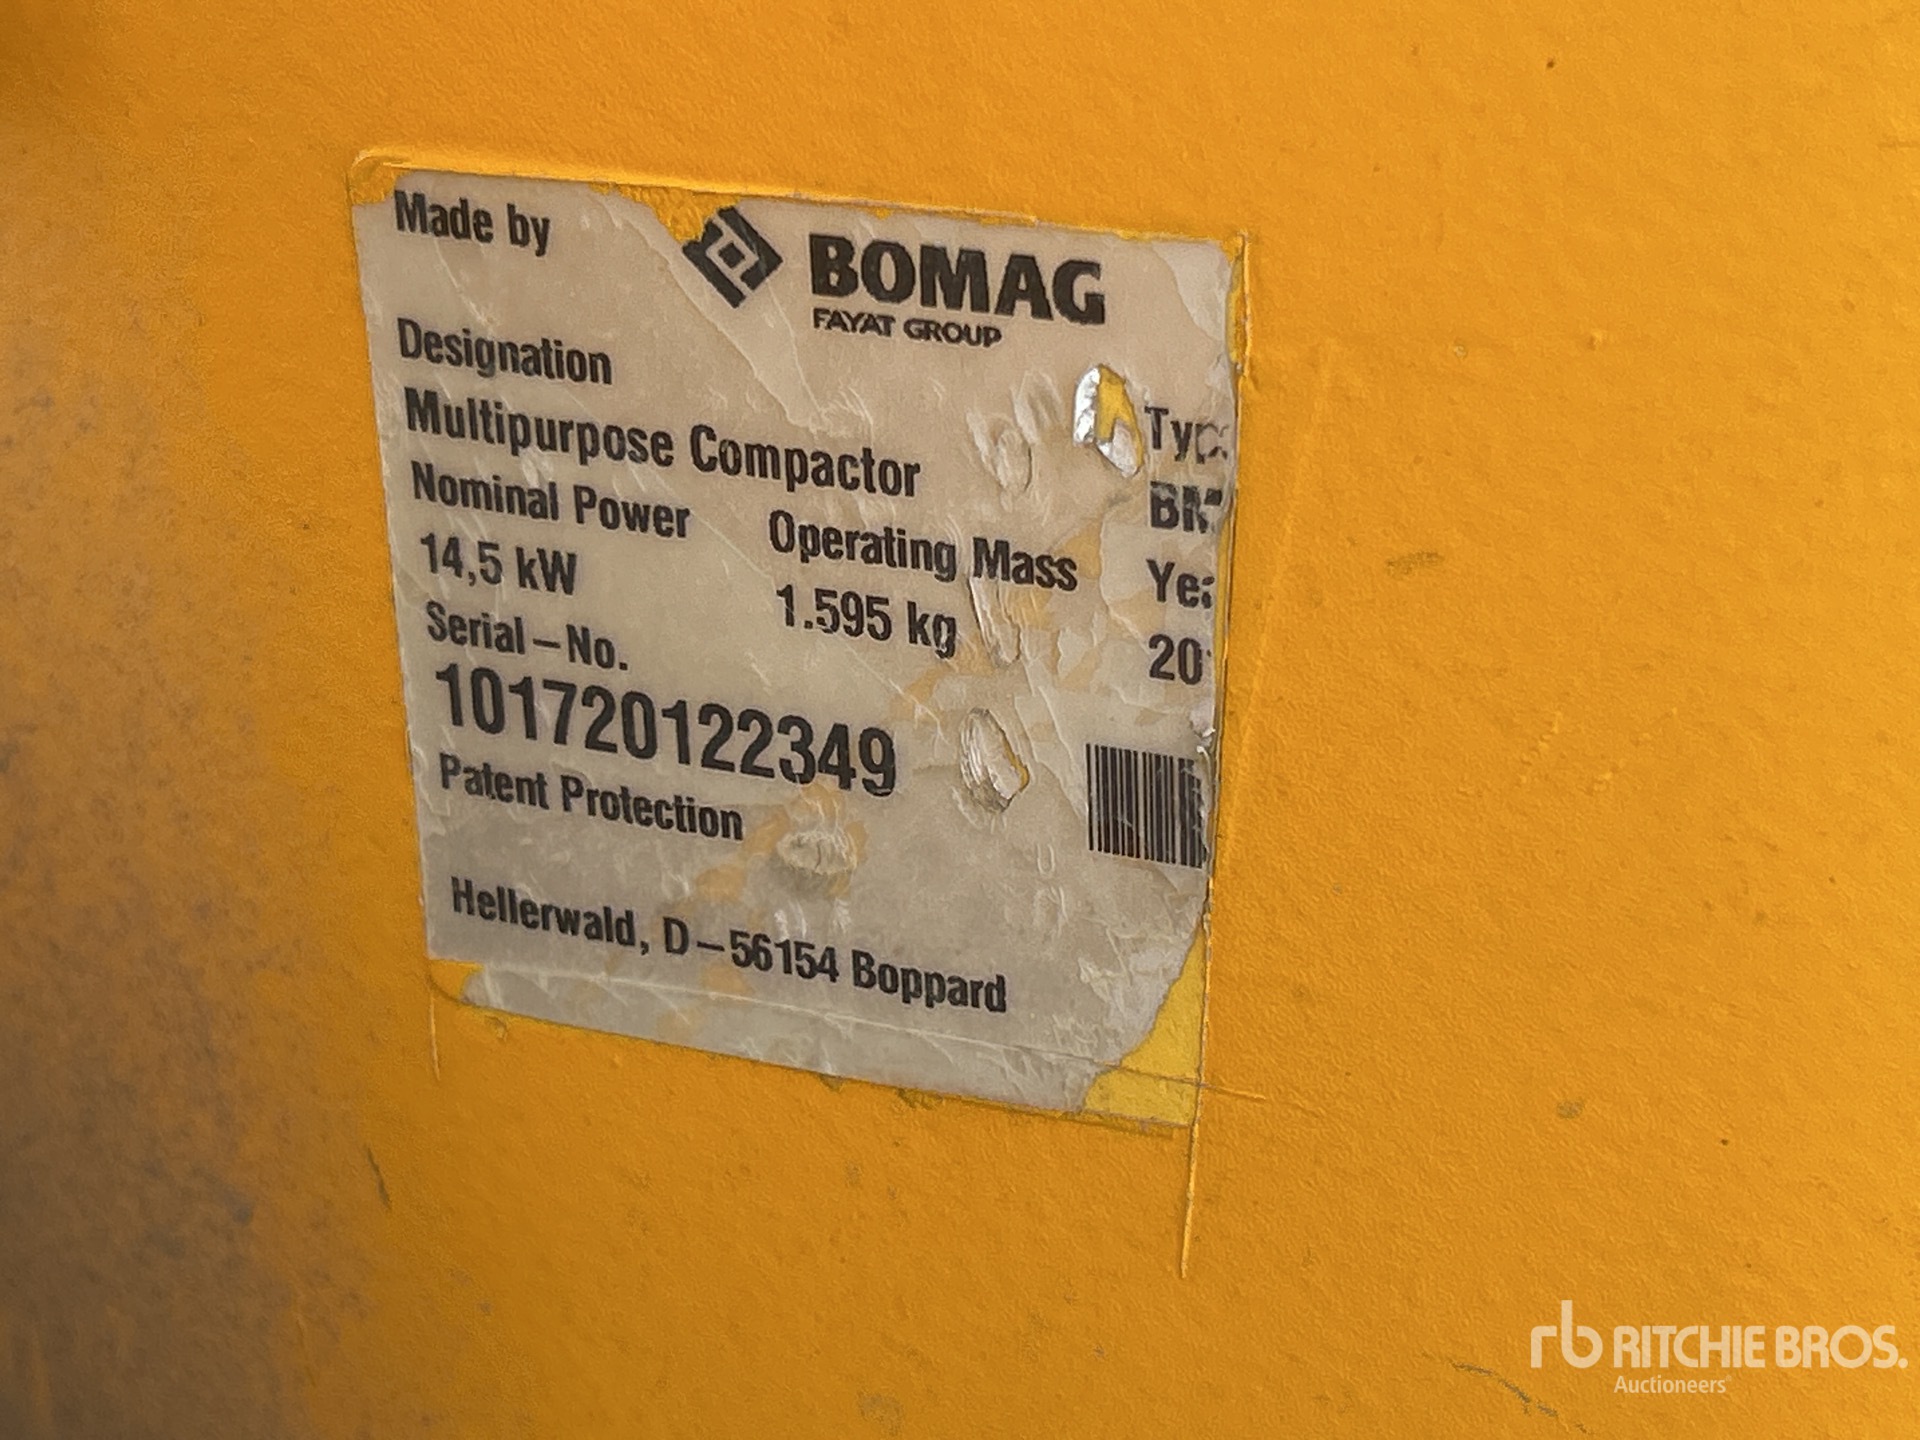 Made by
BOMAG
FAYAT GROUP
Designation
Multipurpose Compactor
Nominal Power
Operating Mass
14,5 kW
1.595 kg
Serial – No.
101720122349
Patent Protection
Hellerwald, D – 56154 Boppard
rb RITCHIE BROS.
Auctioneers